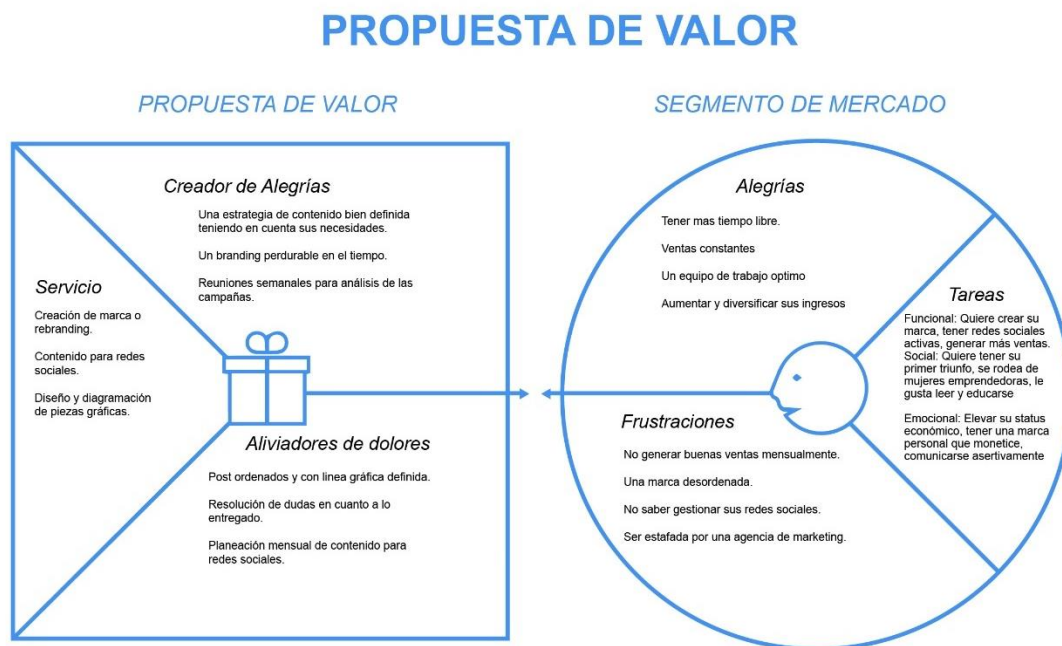 PROPUESTA DE VALOR
PROPUESTA DE VALOR
Creador de Alegrías
Una estrategia de contenido bien definida
teniendo en cuenta sus necesidades.
Un branding perdurable en el tiempo.
Reuniones semanales para análisis de las
campañas.
Servicio
Creación de marca o
rebranding.
Contenido para redes
sociales.
Diseño y diagramación
de piezas gráficas.
Aliviadores de dolores
Post ordenados y con linea gráfica definida.
Resolución de dudas en cuanto a lo
entregado.
Planeación mensual de contenido para
redes sociales.
SEGMENTO DE MERCADO
Alegrías
Tener mas tiempo libre.
Ventas constantes
Un equipo de trabajo optimo
Aumentar y diversificar sus ingresos
Tareas
Funcional: Quiere crear su
marca, tener redes sociales
activas, generar más ventas.
Social: Quiere tener su
primer triunfo, se rodea de
mujeres emprendedoras, le
gusta leer y educarse
Emocional: Elevar su status
económico, tener una marca
personal que monetice,
comunicarse asertivamente
Frustraciones
No generar buenas ventas mensualmente.
Una marca desordenada.
No saber gestionar sus redes sociales.
Ser estafada por una agencia de marketing.